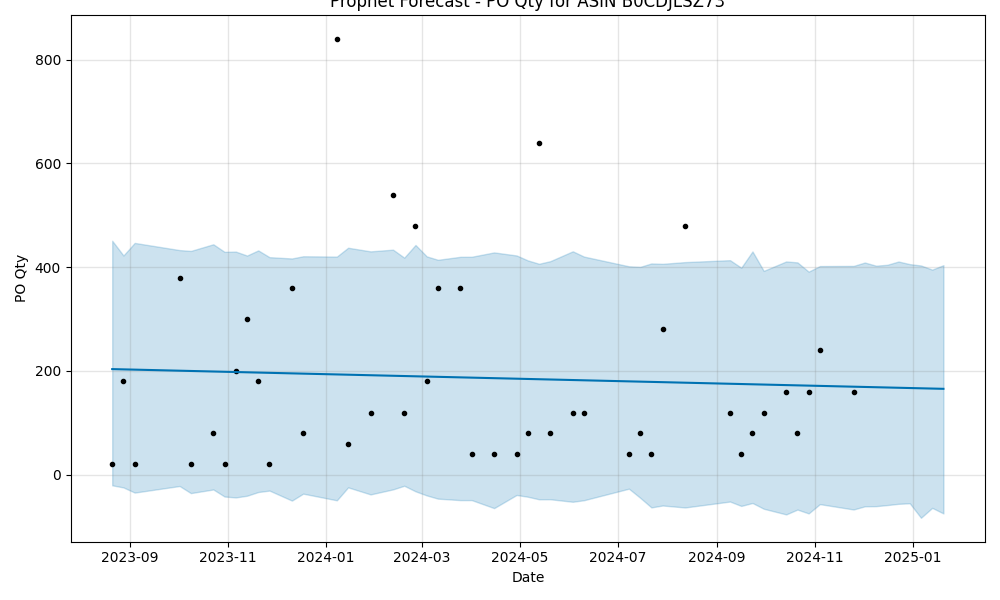 Prophet Forecast - PO Qty for ASIN B0CDJLSZ73
800
600
400
200
0
PO Qty
2023-09 2023-11 2024-01 2024-03 2024-05 2024-07 2024-09 2024-11 2025-01
Date